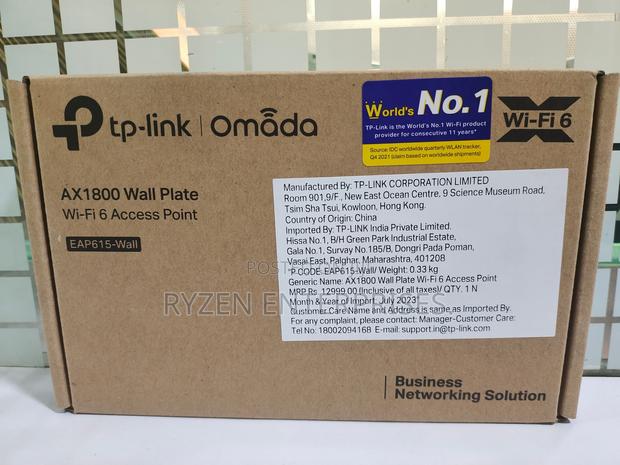 tp-link | Omada
World's No.1
TP-Link is the World's No.1 Wi-Fi product
provider for consecutive 11 years*
Source: IDC worldwide quarterly WLAN tracker,
Q4 2021 (claim based on worldwide shipments)
Wi-Fi 6
AX1800 Wall Plate
Wi-Fi 6 Access Point
EAP615-Wall
Manufactured By: TP-LINK CORPORATION LIMITED
Room 901,9/F., New East Ocean Centre, 9 Science Museum Road,
Tsim Sha Tsui, Kowloon, Hong Kong.
Country of Origin: China
Imported By: TP-LINK India Private Limited.
Hissa No.1, B/H Green Park Industrial Estate,
Gala No.1, Survay No.185/B, Dongri Pada Poman,
Vasai East, Palghar, Maharashtra, 401208
P.CODE: EAP615-Wall/ Weight: 0.33 kg
Generic Name: AX1800 Wall Plate Wi-Fi 6 Access Point
MRP Rs. 12999.00 (Inclusive of all taxes)/ QTY. 1 N
Month & Year of Import: July 2023
Customer Care Name and Address is same as Imported By.
For any complaint, please contact: Manager-Customer Care:
Tel No: 18002094168 E-mail: support.in@tp-link.com
RYZEN ENTERPRISES
Business
Networking Solution